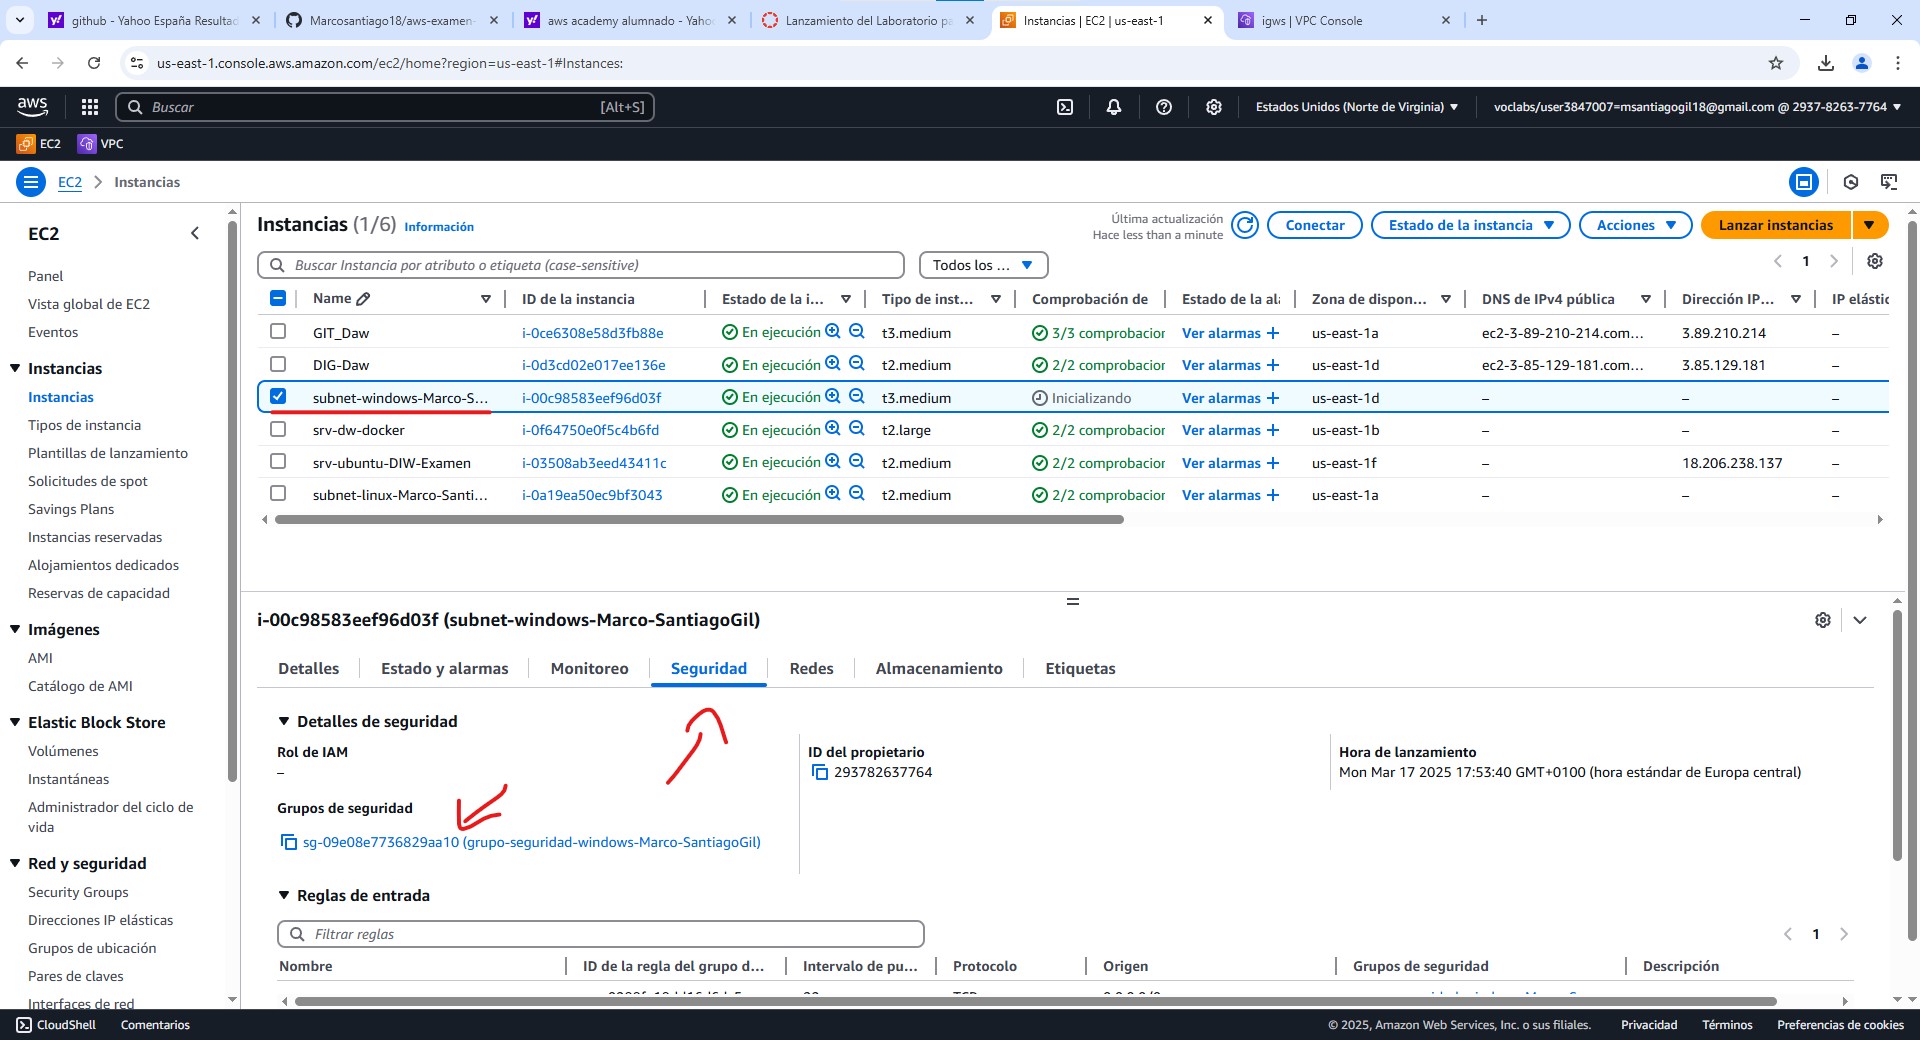 github - Yahoo España Resultad
Marcosantiago18/aws-examen-
aws academy alumnado - Yaho
Lanzamiento del Laboratorio pa
Instancias | EC2 | us-east-1
igws | VPC Console
us-east-1.console.aws.amazon.com/ec2/home?region=us-east-1#Instances:
aws
Buscar
[Alt+S]
Estados Unidos (Norte de Virginia)
voclabs/user3847007=msantiagogil18@gmail.com @ 2937-8263-7764
EC2
VPC
EC2
Instancias
EC2
Panel
Vista global de EC2
Eventos
Instancias
Instancias
Tipos de instancia
Plantillas de lanzamiento
Solicitudes de spot
Savings Plans
Instancias reservadas
Alojamientos dedicados
Reservas de capacidad
Imágenes
AMI
Catálogo de AMI
Elastic Block Store
Volúmenes
Instantáneas
Administrador del ciclo de
vida
Red y seguridad
Security Groups
Direcciones IP elásticas
Grupos de ubicación
Pares de claves
Interfaces de red
Instancias (1/6) Información
Última actualización
Hace less than a minute
Conectar
Estado de la instancia
Acciones
Lanzar instancias
Buscar Instancia por atributo o etiqueta (case-sensitive)
Todos los ...
1
Name ID de la instancia Estado de la i... Tipo de inst... Comprobación de Estado de la al Zona de dispon... DNS de IPv4 pública Dirección IP... IP elástic
GIT_Daw i-0ce6308e58d3fb88e En ejecución t3.medium 3/3 comprobacior Ver alarmas + us-east-1a ec2-3-89-210-214.com... 3.89.210.214 –
DIG-Daw i-0d3cd02e017ee136e En ejecución t2.medium 2/2 comprobacior Ver alarmas + us-east-1d ec2-3-85-129-181.com... 3.85.129.181 –
subnet-windows-Marco-S... i-00c98583eef96d03f En ejecución t3.medium Inicializando Ver alarmas + us-east-1d – – –
srv-dw-docker i-0f64750e0f5c4b6fd En ejecución t2.large 2/2 comprobacior Ver alarmas + us-east-1b – – –
srv-ubuntu-DIW-Examen i-03508ab3eed43411c En ejecución t2.medium 2/2 comprobacior Ver alarmas + us-east-1f – 18.206.238.137 –
subnet-linux-Marco-Santi... i-0a19ea50ec9bf3043 En ejecución t2.medium 2/2 comprobacior Ver alarmas + us-east-1a – – –
i-00c98583eef96d03f (subnet-windows-Marco-SantiagoGil)
Detalles
Estado y alarmas
Monitoreo
Seguridad
Redes
Almacenamiento
Etiquetas
Detalles de seguridad
Rol de IAM
–
ID del propietario
293782637764
Hora de lanzamiento
Mon Mar 17 2025 17:53:40 GMT+0100 (hora estándar de Europa central)
Grupos de seguridad
sg-09e08e7736829aa10 (grupo-seguridad-windows-Marco-SantiagoGil)
Reglas de entrada
Filtrar reglas
1
Nombre ID de la regla del grupo d... Intervalo de pu... Protocolo Origen Grupos de seguridad Descripción
CloudShell
Comentarios
© 2025, Amazon Web Services, Inc. o sus filiales.
Privacidad
Términos
Preferencias de cookies